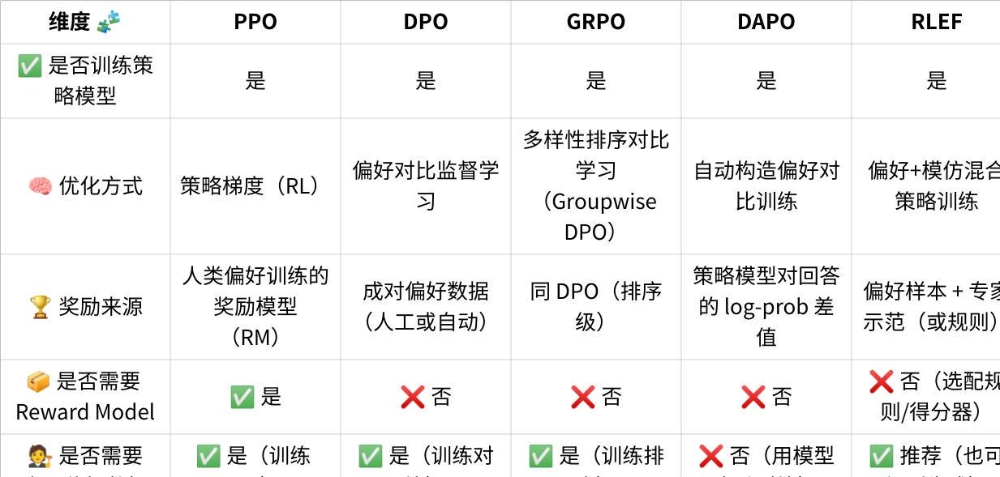 维度 PPO DPO GRPO DAPO RLEF
是否训练策
略模型
是 是 是 是 是
优化方式
策略梯度（RL）
偏好对比监督学
习
多样性排序对比
学习
（Groupwise
DPO）
自动构造偏好对
比训练
偏好+模仿混合
策略训练
奖励来源
人类偏好训练的
奖励模型
（RM）
成对偏好数据
（人工或自动）
同 DPO（排序
级）
策略模型对回答
的 log-prob 差
值
偏好样本 + 专家
示范（或规则）
是否需要
Reward Model
是
否
否
否
否（选配规
则/得分器）
是否需要
是（训练
是（训练对
是（训练排
否（用模型
推荐（也可